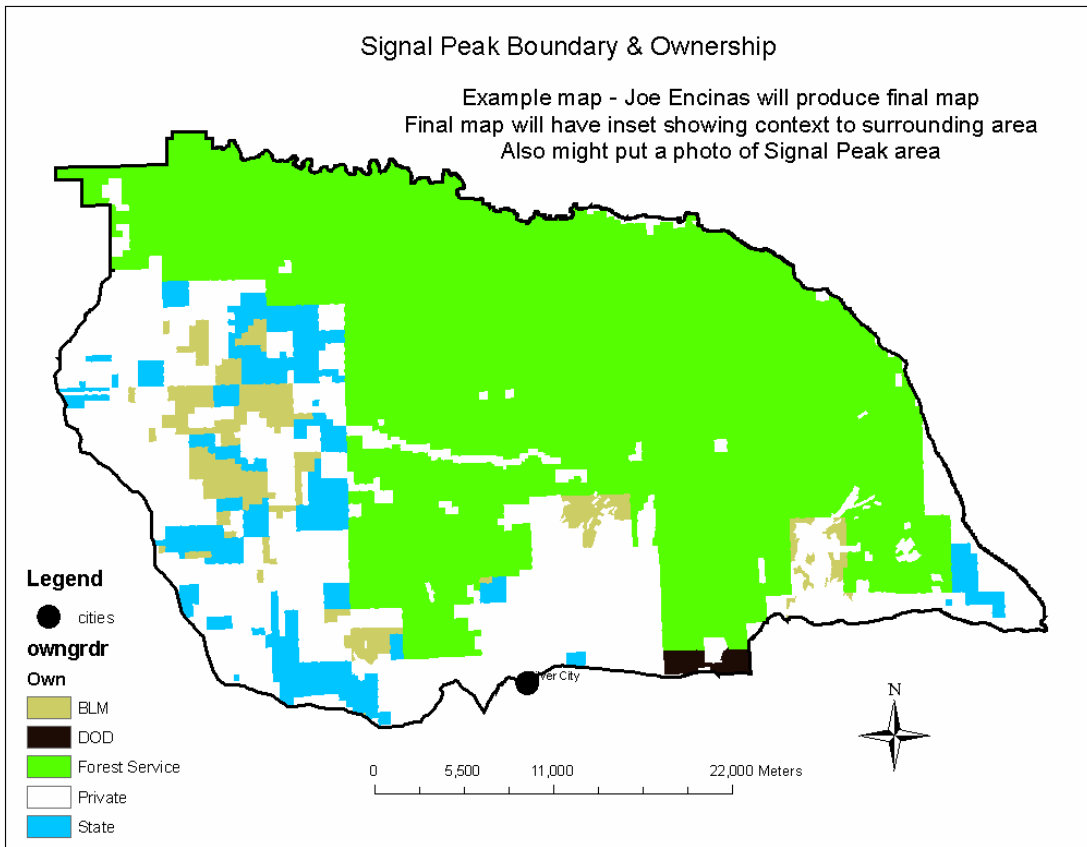 Signal Peak Boundary & Ownership
Example map - Joe Encinas will produce final map
Final map will have inset showing context to surrounding area
Also might put a photo of Signal Peak area
Legend
cities
owngrdr
Own
BLM
DOD
Forest Service
Private
State
ver City
N
0 5,500 11,000 22,000 Meters